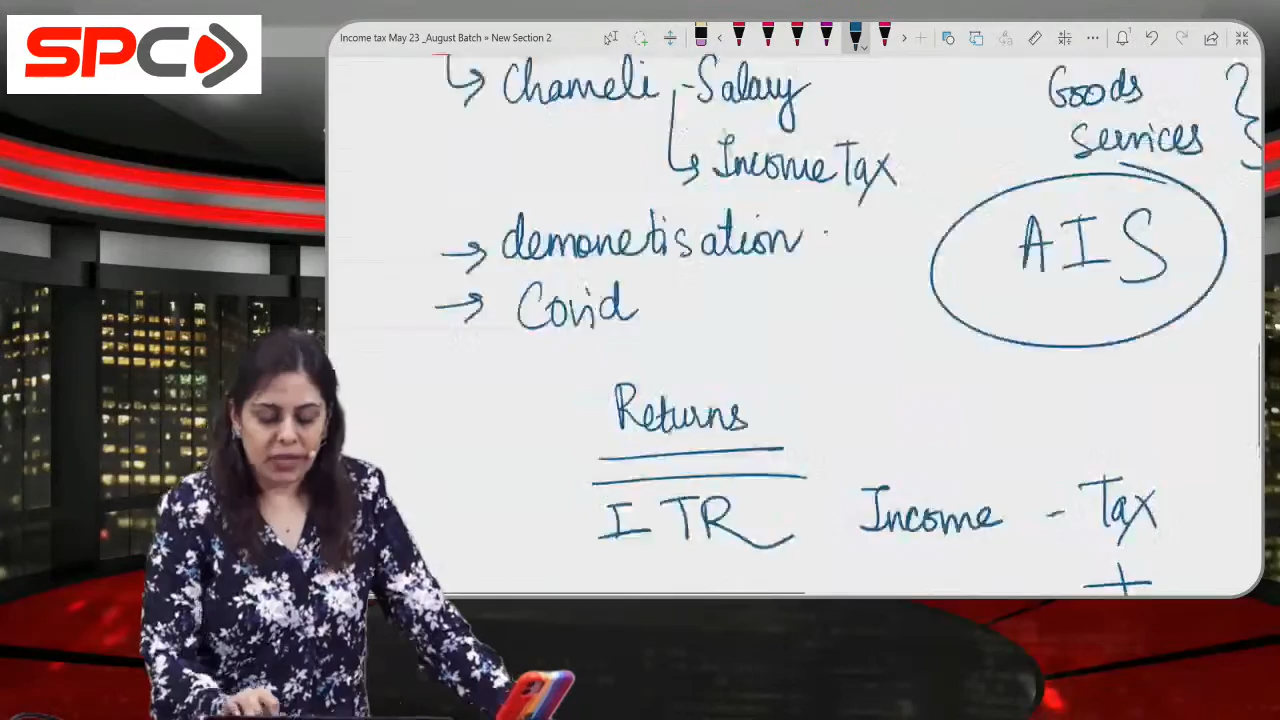 SPC
Income tax May 23 _August Batch » New Section 2
Chameli - Salary
Income Tax
Goods
Services
demonetisation
Covid
AIS
Returns
ITR
Income - Tax
+